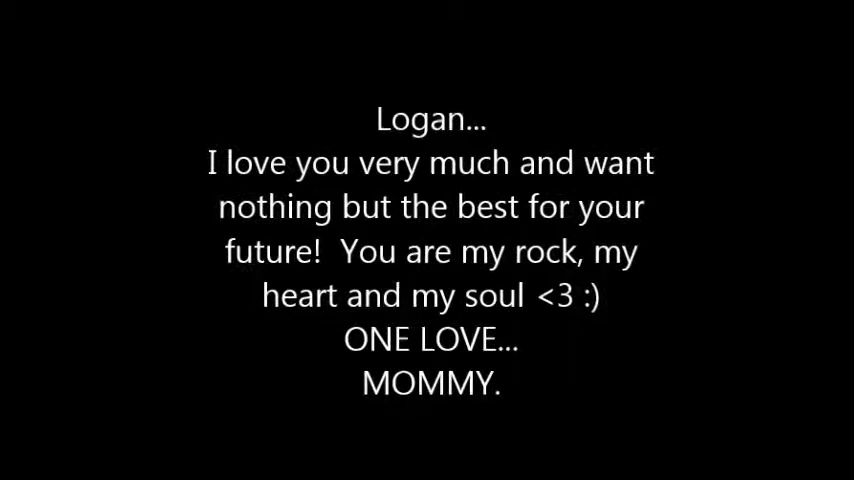 Logan...
I love you very much and want
nothing but the best for your
future!  You are my rock, my
heart and my soul <3 :)
ONE LOVE...
MOMMY.